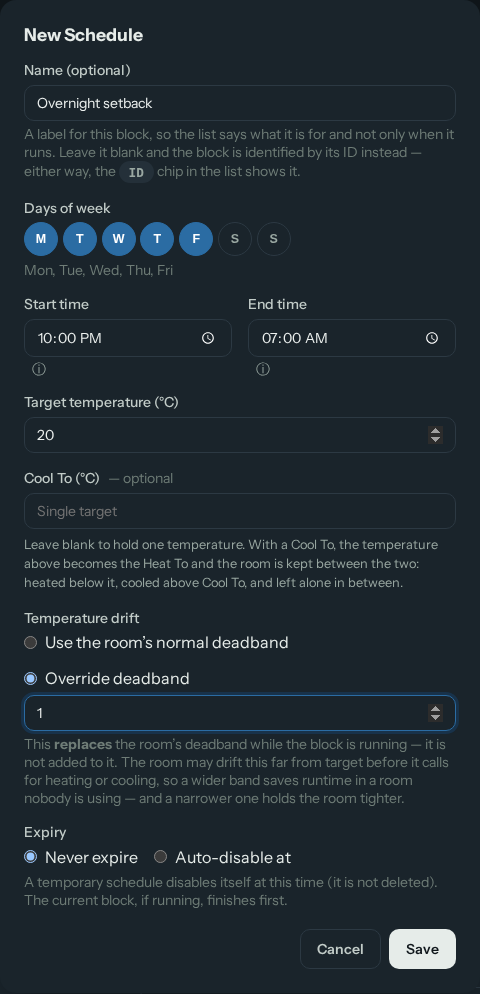 New Schedule
Name (optional)
Overnight setback
A label for this block, so the list says what it is for and not only when it
runs. Leave it blank and the block is identified by its ID instead —
either way, the ID chip in the list shows it.
Days of week
M T W T F S S
Mon, Tue, Wed, Thu, Fri
Start time End time
10:00 PM 07:00 AM
ⓘ ⓘ
Target temperature (°C)
20
Cool To (°C) — optional
Single target
Leave blank to hold one temperature. With a Cool To, the temperature
above becomes the Heat To and the room is kept between the two:
heated below it, cooled above Cool To, and left alone in between.
Temperature drift
Use the room's normal deadband
Override deadband
1
This replaces the room's deadband while the block is running — it is
not added to it. The room may drift this far from target before it calls
for heating or cooling, so a wider band saves runtime in a room
nobody is using — and a narrower one holds the room tighter.
Expiry
Never expire Auto-disable at
A temporary schedule disables itself at this time (it is not deleted).
The current block, if running, finishes first.
Cancel Save